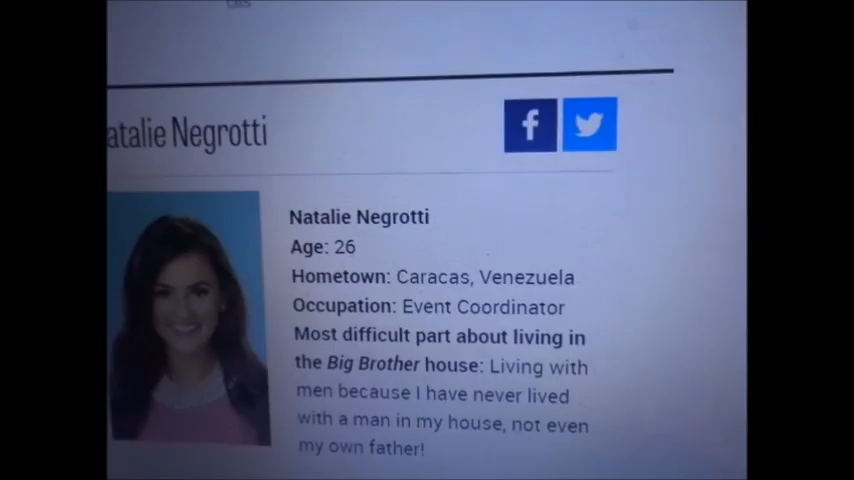 CBS
atalie Negrotti
Natalie Negrotti
Age: 26
Hometown: Caracas, Venezuela
Occupation: Event Coordinator
Most difficult part about living in
the Big Brother house: Living with
men because I have never lived
with a man in my house, not even
my own father!